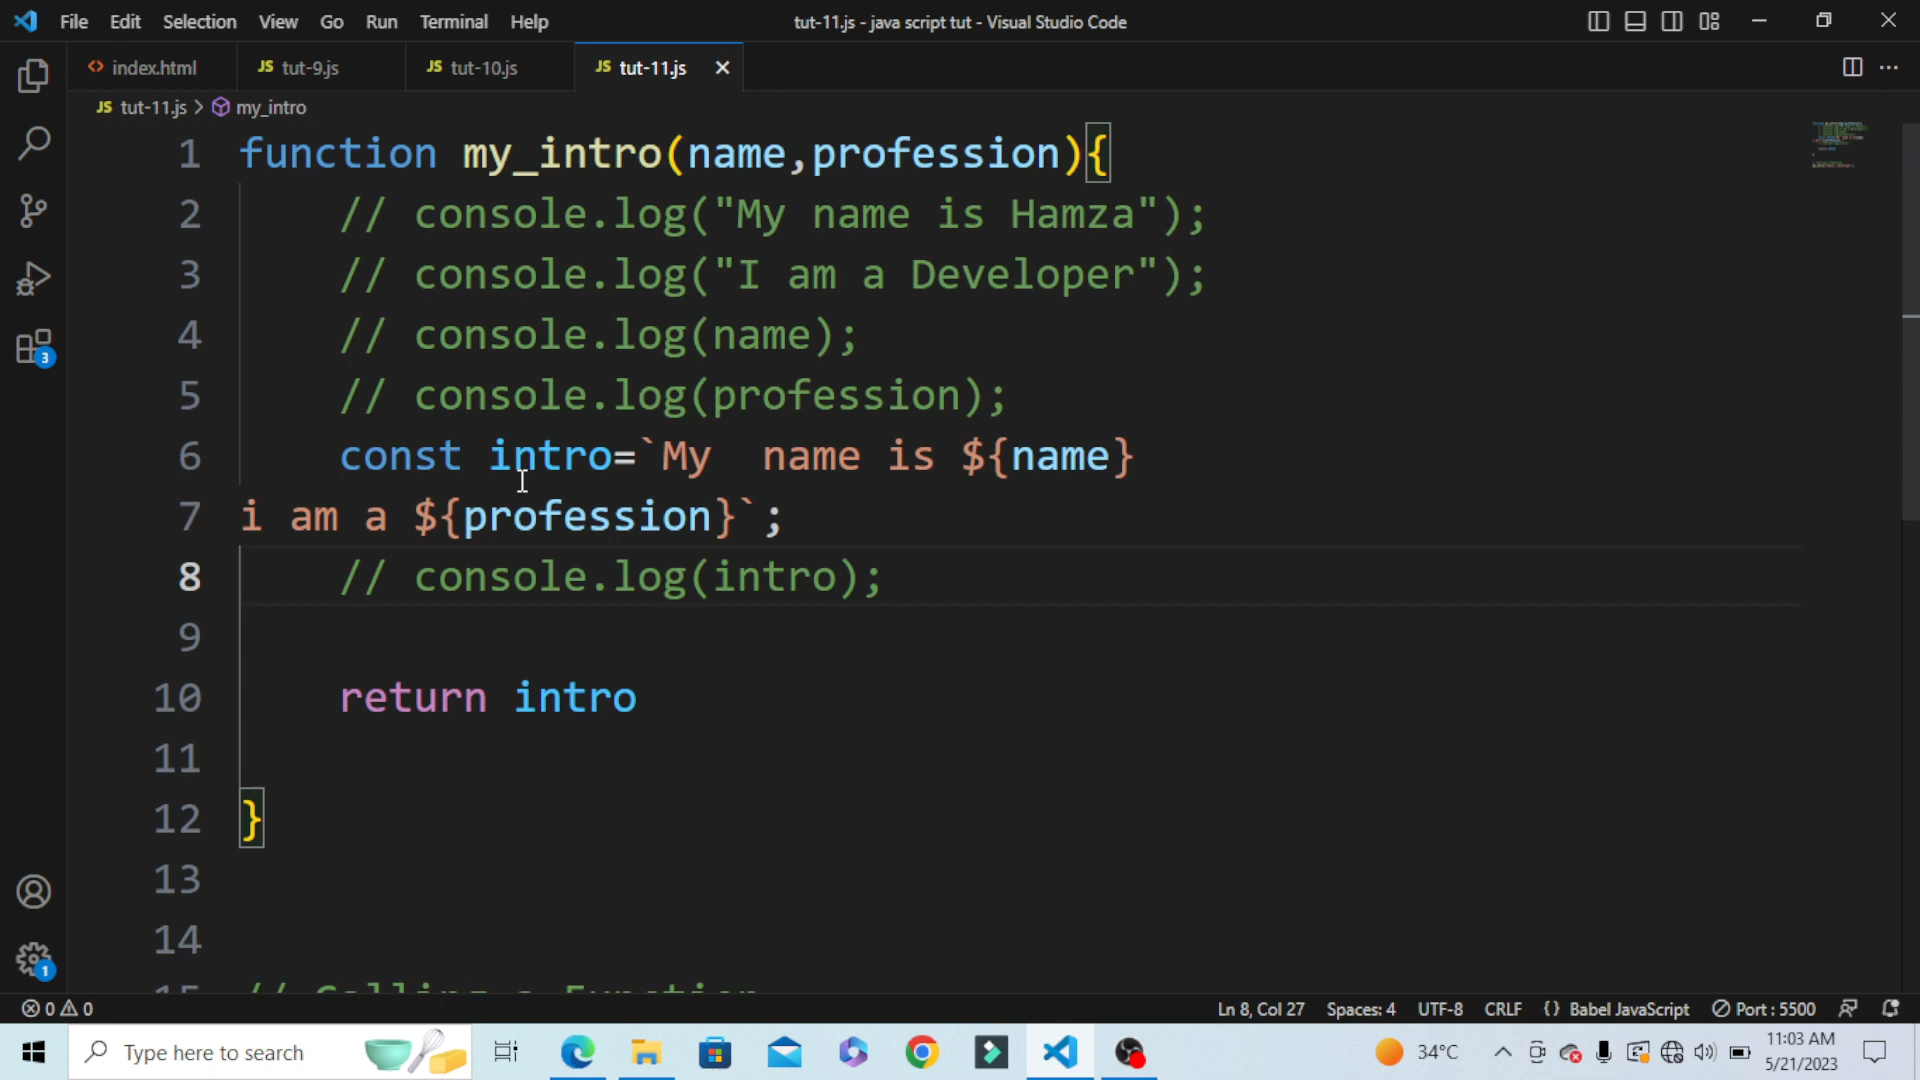 File Edit Selection View Go Run Terminal Help
tut-11.js - java script tut - Visual Studio Code
<> index.html
JS tut-9.js
JS tut-10.js
JS tut-11.js
JS tut-11.js > my_intro
1 function my_intro(name,profession){
2 // console.log("My name is Hamza");
3 // console.log("I am a Developer");
4 // console.log(name);
5 // console.log(profession);
6 const intro=`My  name is ${name}
7 i am a ${profession}`;
8 // console.log(intro);
9
10 return intro
11
12 }
13
14
15 // Calling a Function
3
1
0 0
Ln 8, Col 27 Spaces: 4 UTF-8 CRLF {} Babel JavaScript Port : 5500
Type here to search
34°C
11:03 AM
5/21/2023